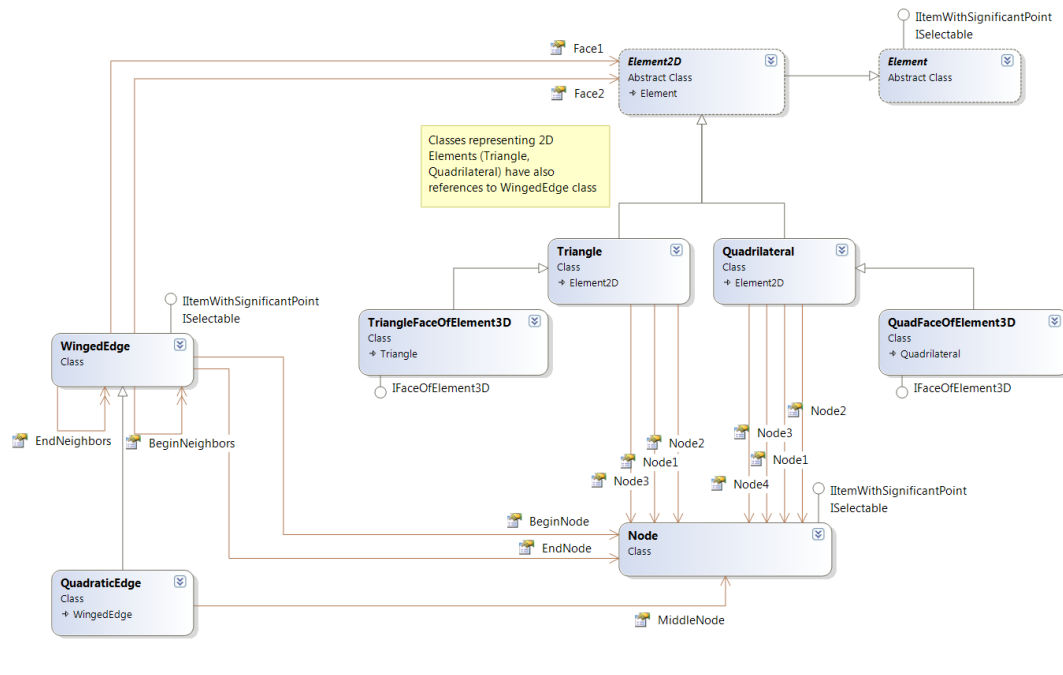 IItemWithSignificantPoint
ISelectable
Face1
Element2D
Abstract Class
Element
Element
Abstract Class
Face2
Classes representing 2D
Elements (Triangle,
Quadrilateral) have also
references to WingedEdge class
Triangle
Class
Element2D
Quadrilateral
Class
Element2D
IItemWithSignificantPoint
ISelectable
TriangleFaceOfElement3D
Class
Triangle
QuadFaceOfElement3D
Class
Quadrilateral
WingedEdge
Class
IFaceOfElement3D
IFaceOfElement3D
EndNeighbors
BeginNeighbors
Node2
Node1
Node3
Node2
Node3
Node1
Node4
IItemWithSignificantPoint
ISelectable
BeginNode
EndNode
Node
Class
QuadraticEdge
Class
WingedEdge
MiddleNode